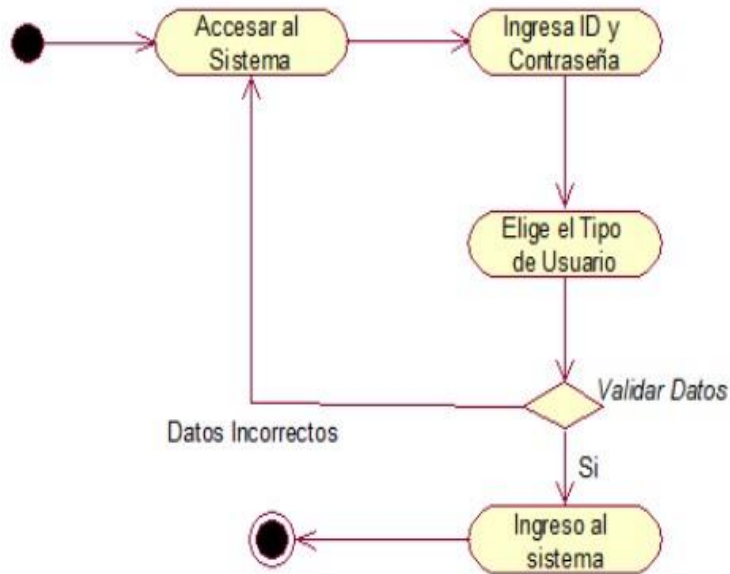 Accesar al
Sistema
Ingresa ID y
Contraseña
Elige el Tipo
de Usuario
Validar Datos
Datos Incorrectos
Si
Ingreso al
sistema